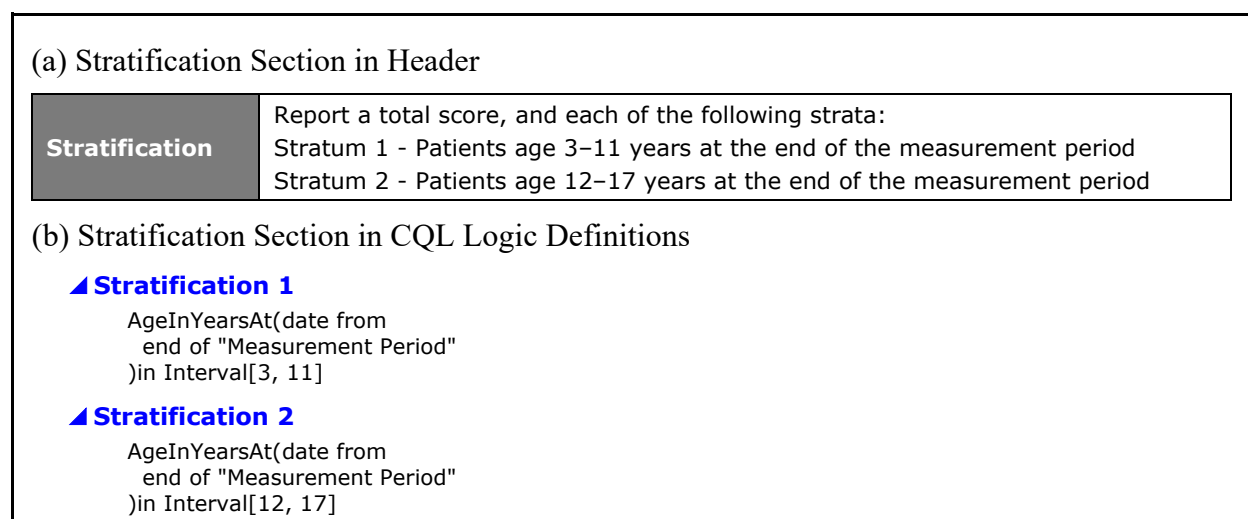 (a) Stratification Section in Header
Stratification
Report a total score, and each of the following strata:
Stratum 1 - Patients age 3–11 years at the end of the measurement period
Stratum 2 - Patients age 12–17 years at the end of the measurement period
(b) Stratification Section in CQL Logic Definitions
Stratification 1
AgeInYearsAt(date from
end of "Measurement Period"
)in Interval[3, 11]
Stratification 2
AgeInYearsAt(date from
end of "Measurement Period"
)in Interval[12, 17]